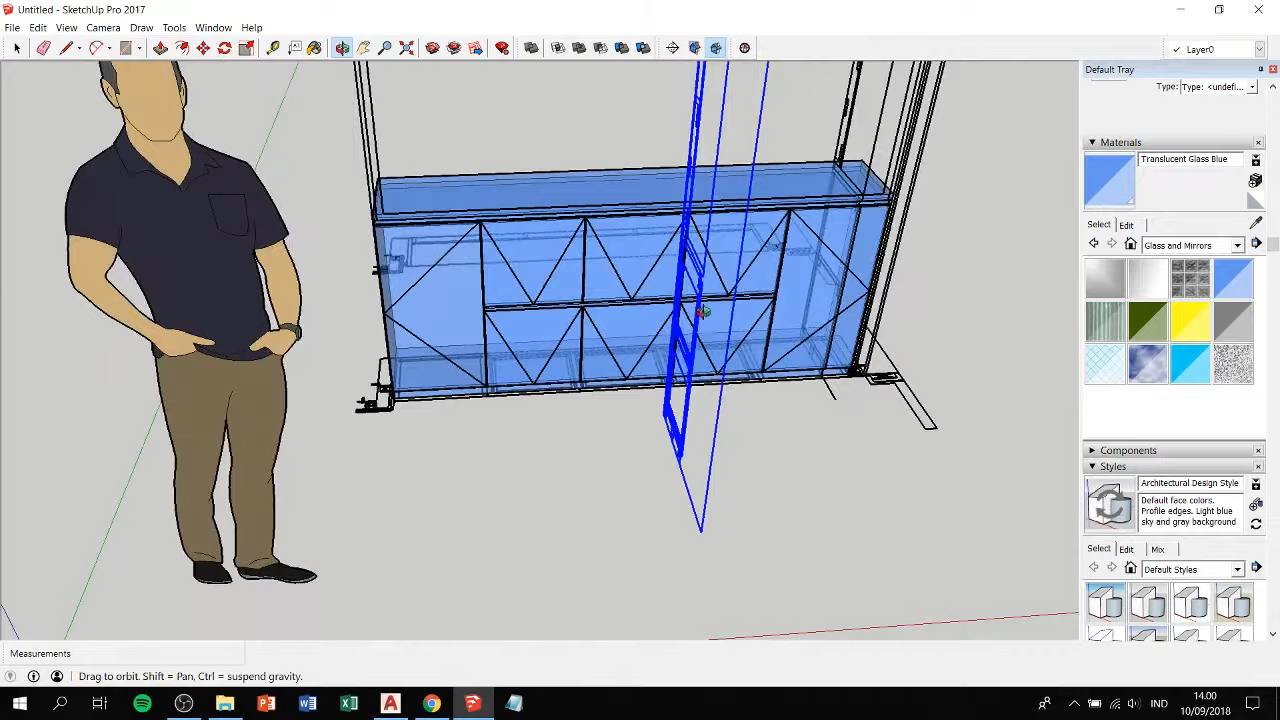 Untitled - SketchUp Pro 2017
File Edit View Camera Draw Tools Window Help
Layer0
Default Tray
Type: Type: <undefi...
Materials
Translucent Glass Blue
Select Edit
Glass and Mirrors
Components
Styles
Architectural Design Style
Default face colors.
Profile edges. Light blue
sky and gray background
Select Edit Mix
Default Styles
Measurements
Drag to orbit. Shift = Pan, Ctrl = suspend gravity.
IND
14.00
10/09/2018